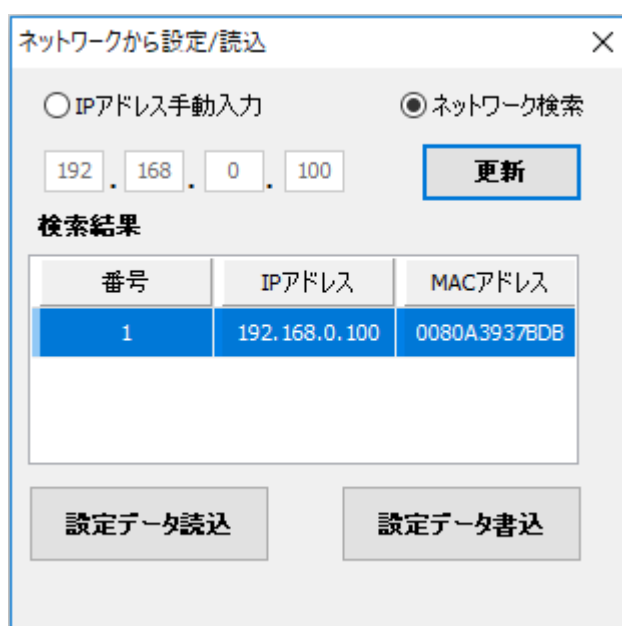 ネットワークから設定/読込
IPアドレス手動入力 ネットワーク検索
192 . 168 . 0 . 100 更新
検索結果
番号 IPアドレス MACアドレス
1 192.168.0.100 0080A3937BDB
設定データ読込 設定データ書込